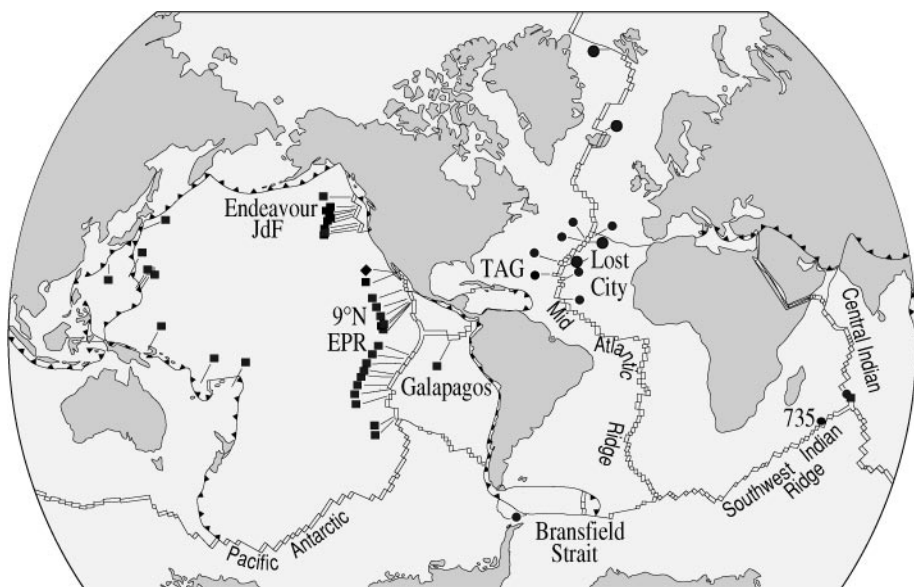 Endeavour
JdF
TAG
Lost
City
9°N
EPR
Galapagos
Mid
Atlantic
Ridge
Central Indian
735
Southwest Indian
Ridge
Bransfield
Strait
Pacific Antarctic